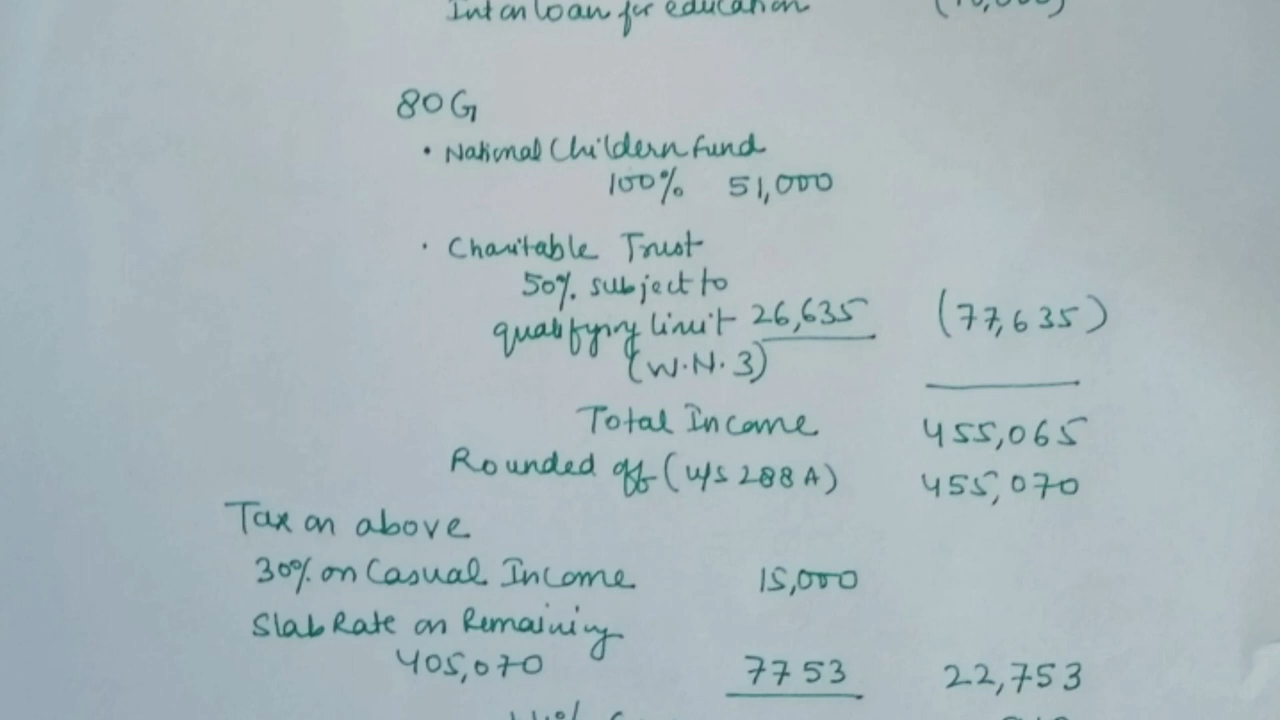 Int on loan for education
80G
• National Childern Fund
100% 51,000
• Charitable Trust
50% subject to
qualifying limit 26,635 (77,635)
(W.N.3)
Total Income 455,065
Rounded off (u/s 288A) 455,070
Tax on above
30% on Casual Income 15,000
Slab Rate on Remaining
405,070 7753 22,753